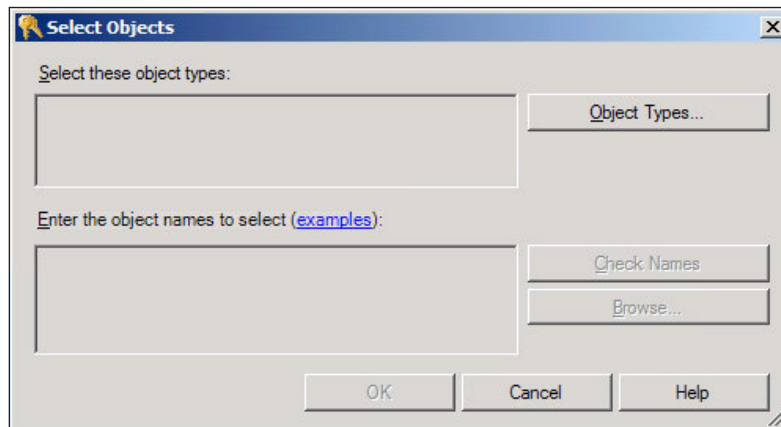 Select Objects
Select these object types:
Object Types...
Enter the object names to select (examples):
Check Names
Browse...
OK Cancel Help